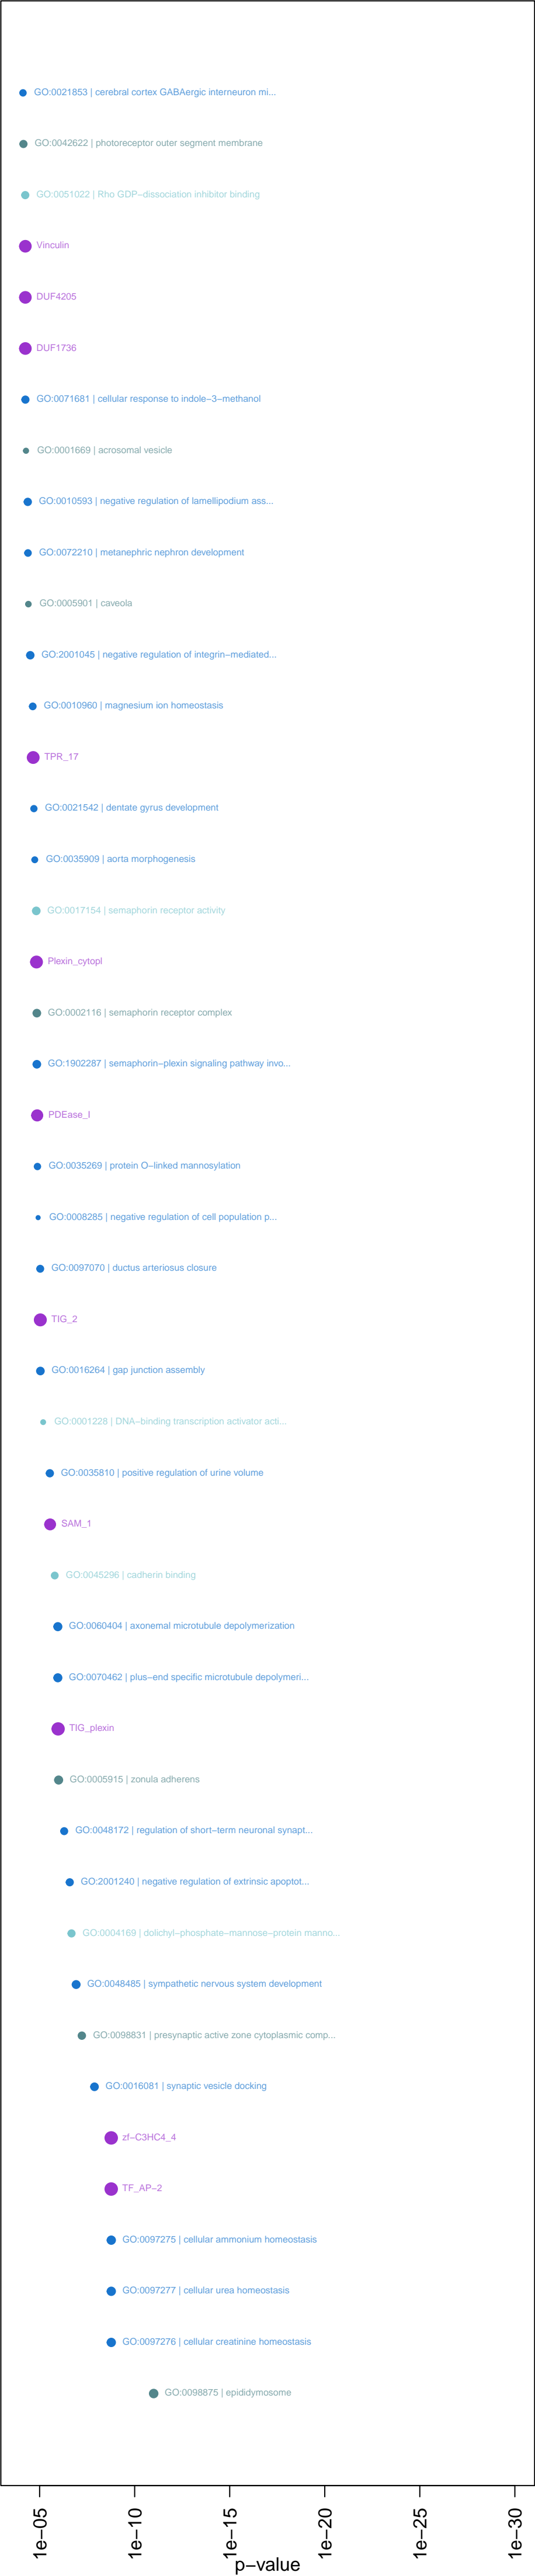 GO:0021853 | cerebral cortex GABAergic interneuron mi...
GO:0042622 | photoreceptor outer segment membrane
GO:0051022 | Rho GDP−dissociation inhibitor binding
Vinculin
DUF4205
DUF1736
GO:0071681 | cellular response to indole−3−methanol
GO:0001669 | acrosomal vesicle
GO:0010593 | negative regulation of lamellipodium ass...
GO:0072210 | metanephric nephron development
GO:0005901 | caveola
GO:2001045 | negative regulation of integrin−mediated...
GO:0010960 | magnesium ion homeostasis
TPR_17
GO:0021542 | dentate gyrus development
GO:0035909 | aorta morphogenesis
GO:0017154 | semaphorin receptor activity
Plexin_cytopl
GO:0002116 | semaphorin receptor complex
GO:1902287 | semaphorin−plexin signaling pathway invo...
PDEase_I
GO:0035269 | protein O−linked mannosylation
GO:0008285 | negative regulation of cell population p...
GO:0097070 | ductus arteriosus closure
TIG_2
GO:0016264 | gap junction assembly
GO:0001228 | DNA−binding transcription activator acti...
GO:0035810 | positive regulation of urine volume
SAM_1
GO:0045296 | cadherin binding
GO:0060404 | axonemal microtubule depolymerization
GO:0070462 | plus−end specific microtubule depolymeri...
TIG_plexin
GO:0005915 | zonula adherens
GO:0048172 | regulation of short−term neuronal synapt...
GO:2001240 | negative regulation of extrinsic apoptot...
GO:0004169 | dolichyl−phosphate−mannose−protein manno...
GO:0048485 | sympathetic nervous system development
GO:0098831 | presynaptic active zone cytoplasmic comp...
GO:0016081 | synaptic vesicle docking
zf−C3HC4_4
TF_AP−2
GO:0097275 | cellular ammonium homeostasis
GO:0097277 | cellular urea homeostasis
GO:0097276 | cellular creatinine homeostasis
GO:0098875 | epididymosome
1e−05
1e−10
1e−15
1e−20
1e−25
1e−30
p−value